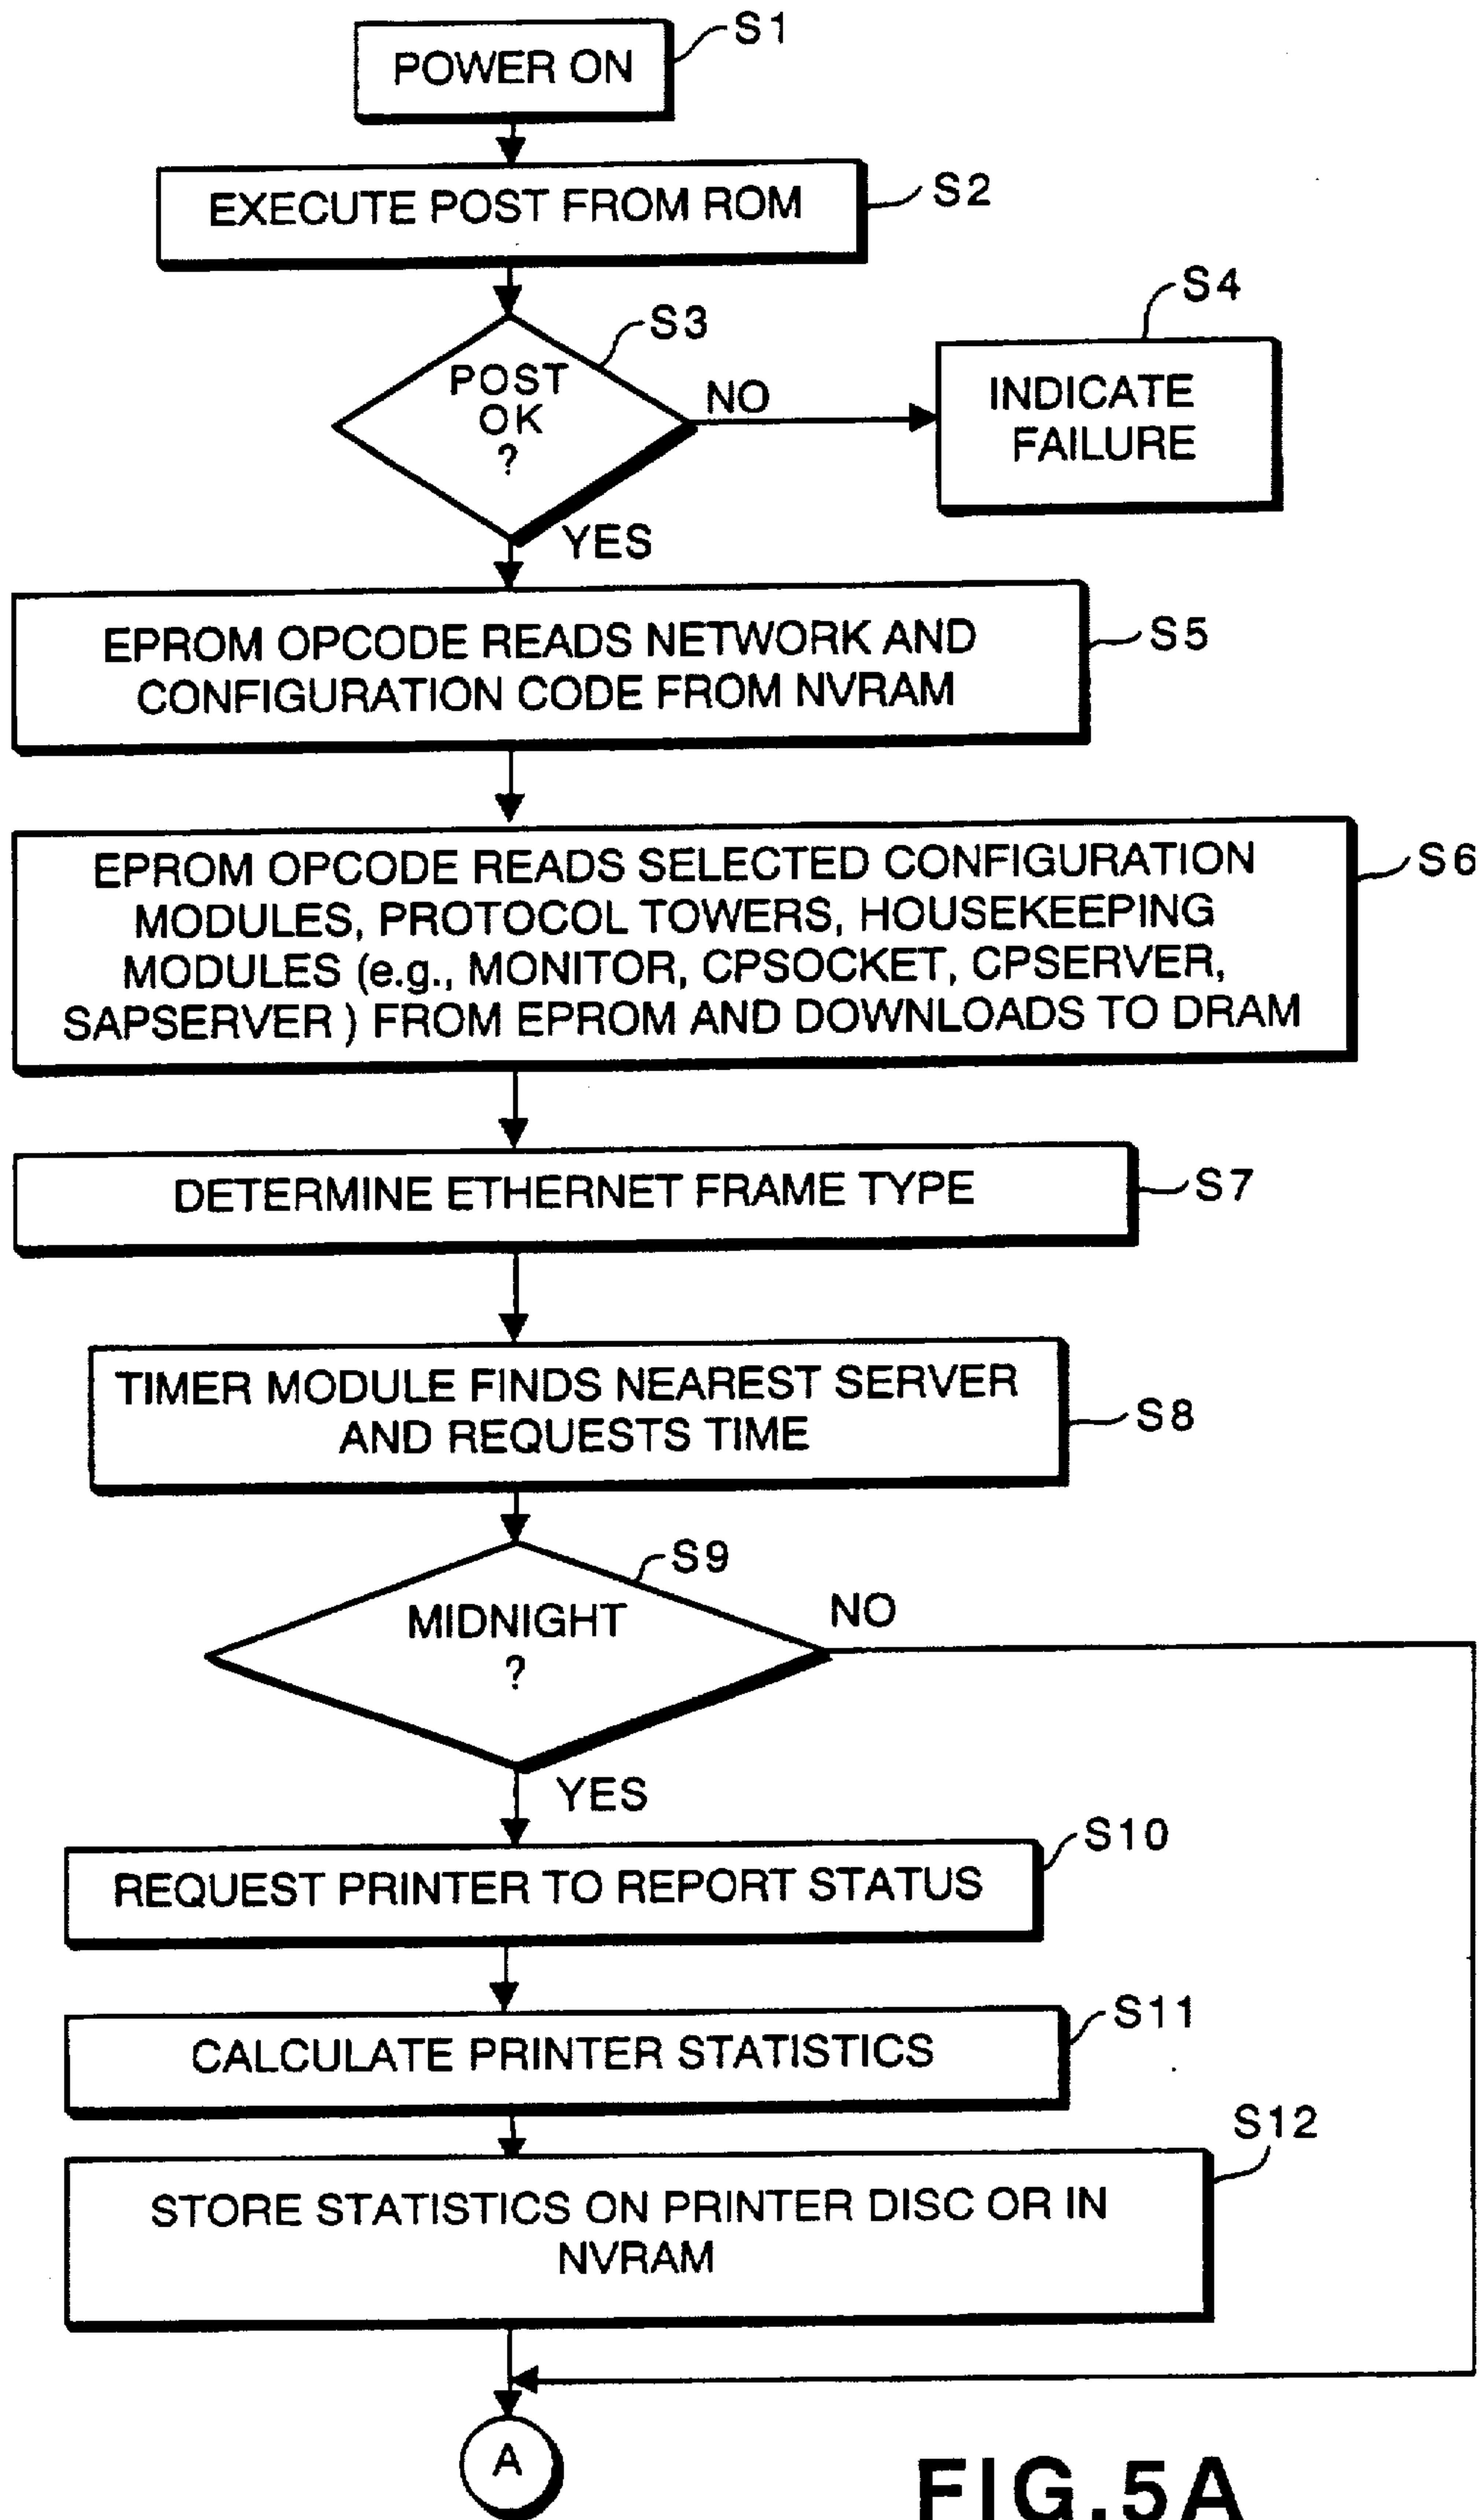 POWER ON
S1
EXECUTE POST FROM ROM
S2
S3
POST
OK
?
NO
S4
INDICATE
FAILURE
YES
EPROM OPCODE READS NETWORK AND
CONFIGURATION CODE FROM NVRAM
S5
EPROM OPCODE READS SELECTED CONFIGURATION
MODULES, PROTOCOL TOWERS, HOUSEKEEPING
MODULES (e.g., MONITOR, CPSOCKET, CPSERVER,
SAPSERVER ) FROM EPROM AND DOWNLOADS TO DRAM
S6
DETERMINE ETHERNET FRAME TYPE
S7
TIMER MODULE FINDS NEAREST SERVER
AND REQUESTS TIME
S8
S9
MIDNIGHT
?
NO
YES
REQUEST PRINTER TO REPORT STATUS
S10
CALCULATE PRINTER STATISTICS
S11
S12
STORE STATISTICS ON PRINTER DISC OR IN
NVRAM
A
FIG.5A